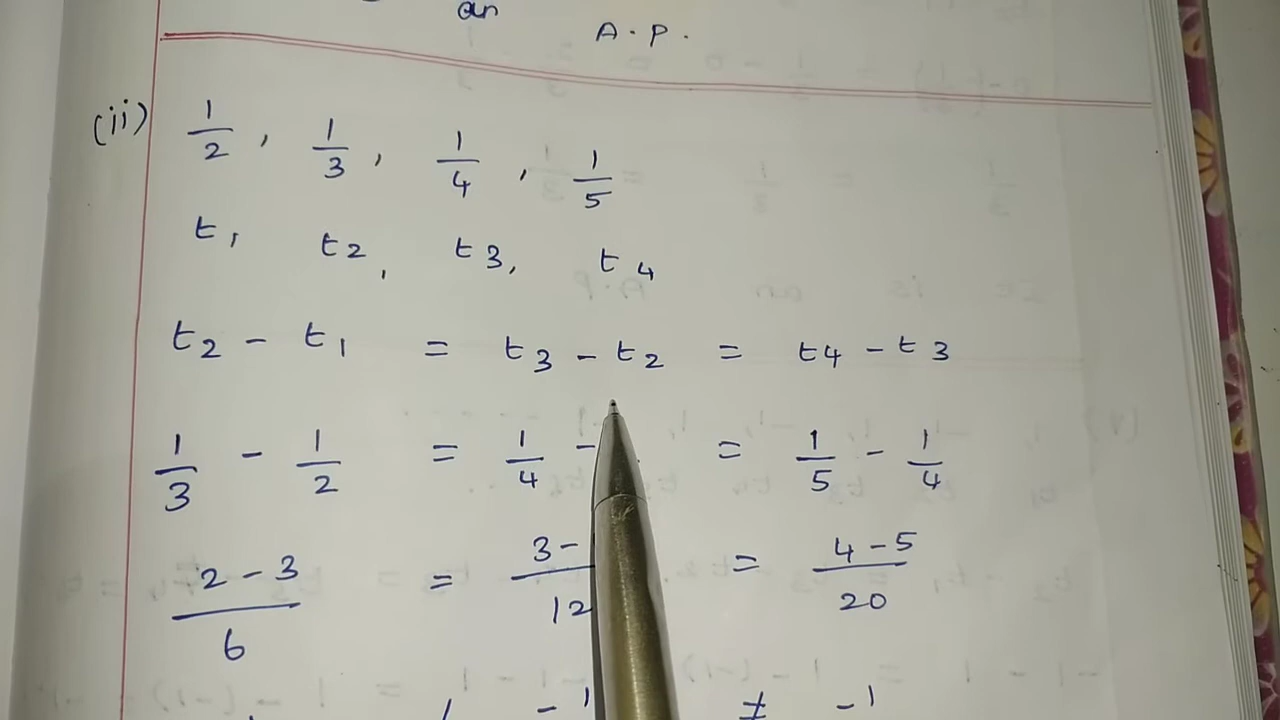 an
A.P.
(ii) 1/2, 1/3, 1/4, 1/5
t1 t2, t3, t4
t2 - t1 = t3 - t2 = t4 - t3
1/3 - 1/2 = 1/4 - = 1/5 - 1/4
2-3/6 = 3-/12 = 4-5/20
-1 ≠ -1